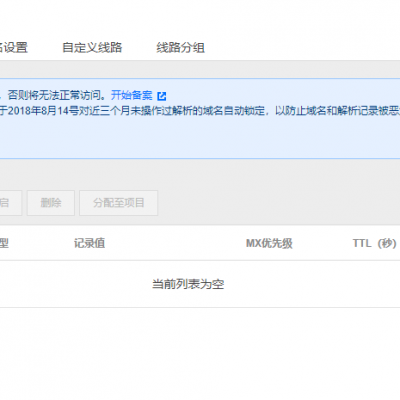 设置 自定义线路 线路分组
，否则将无法正常访问。开始备案
于2018年8月14号对近三个月未操作过解析的域名自动锁定，以防止域名和解析记录被恶
启 删除 分配至项目
型 记录值 MX优先级 TTL（秒）
当前列表为空